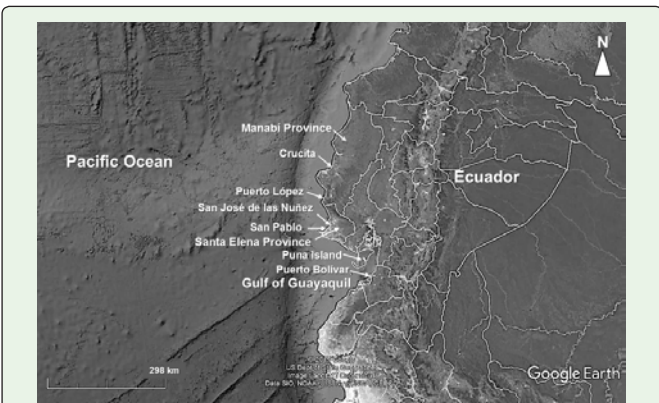 N
Manabí Province
Crucita
Pacific Ocean
Ecuador
Puerto López
San José de las Nuñez
San Pablo
Santa Elena Province
Puna Island
Puerto Bolivar
Gulf of Guayaquil
298 km
Google Earth